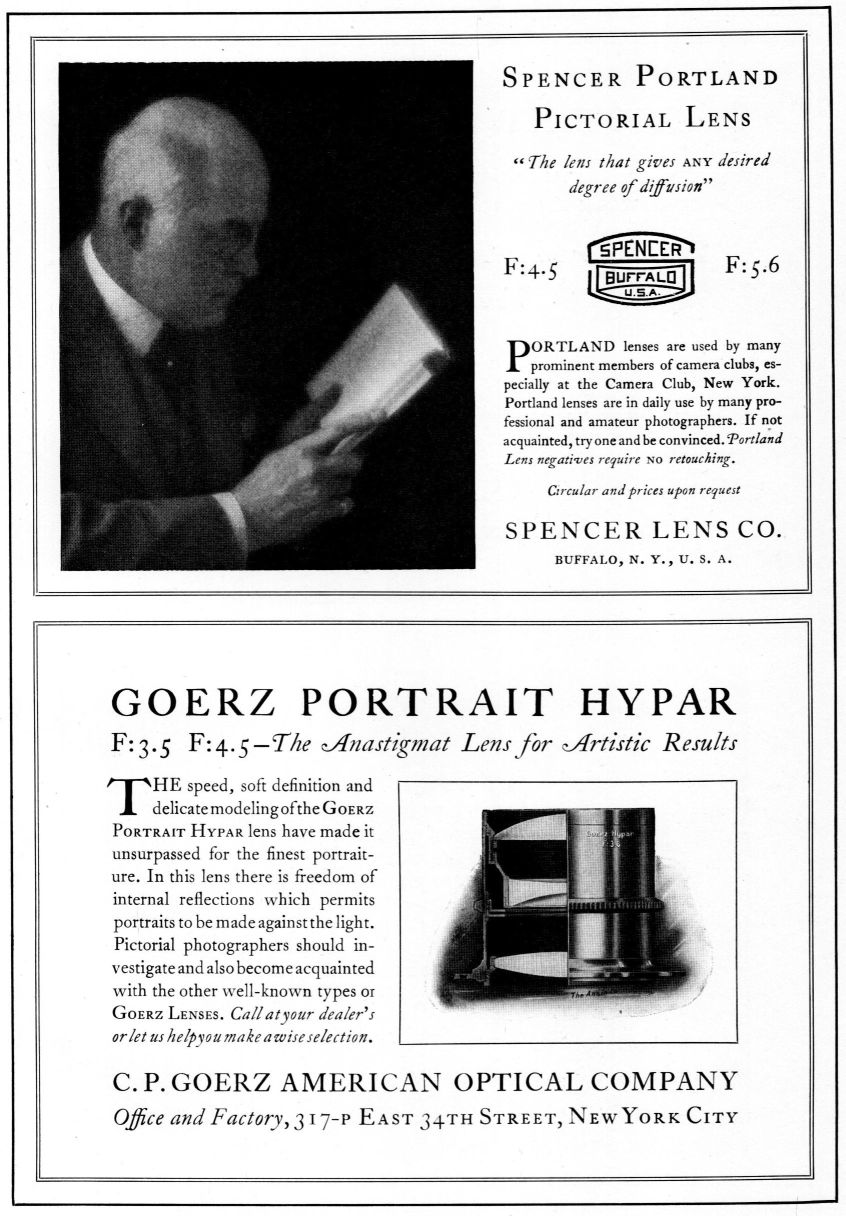 SPENCER PORTLAND
PICTORIAL LENS
“The lens that gives ANY desired
degree of diffusion”
F:4.5
SPENCER
BUFFALO
U.S.A.
F:5.6
PORTLAND lenses are used by many
prominent members of camera clubs, es-
pecially at the Camera Club, New York.
Portland lenses are in daily use by many pro-
fessional and amateur photographers. If not
acquainted, try one and be convinced. Portland
Lens negatives require NO retouching.
Circular and prices upon request
SPENCER LENS CO.
BUFFALO, N. Y., U. S. A.
GOERZ PORTRAIT HYPAR
F:3.5 F:4.5—The Anastigmat Lens for Artistic Results
THE speed, soft definition and
delicate modeling of the GOERZ
PORTRAIT HYPAR lens have made it
unsurpassed for the finest portrait-
ure. In this lens there is freedom of
internal reflections which permits
portraits to be made against the light.
Pictorial photographers should in-
vestigate and also become acquainted
with the other well-known types or
GOERZ LENSES. Call at your dealer's
or let us help you make a wise selection.
Goerz Hypar
The
C. P. GOERZ AMERICAN OPTICAL COMPANY
Office and Factory, 317-P EAST 34TH STREET, NEW YORK CITY